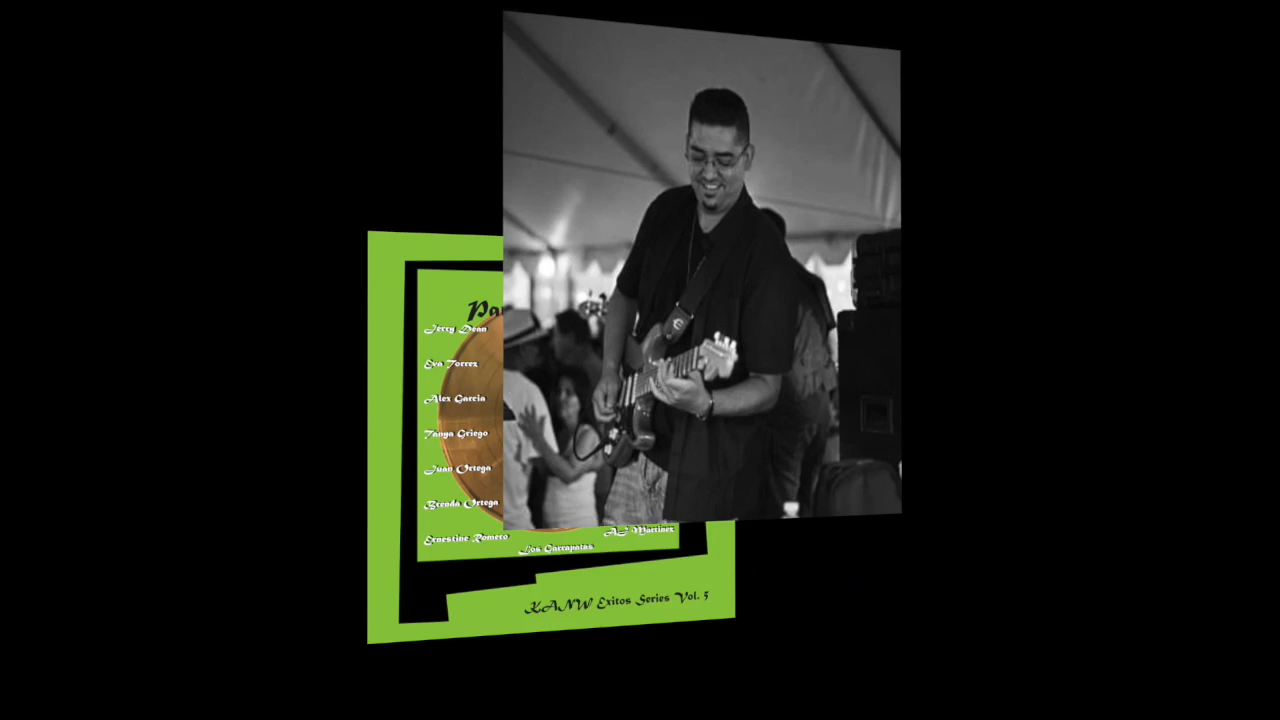 Jerry Dean
Eva Torrez
Alex Garcia
Tanya Griego
Juan Ortega
Brenda Ortega
Ernestine Romero
AJ Martinez
Los Garrapatas
KANW Exitos Series Vol. 5